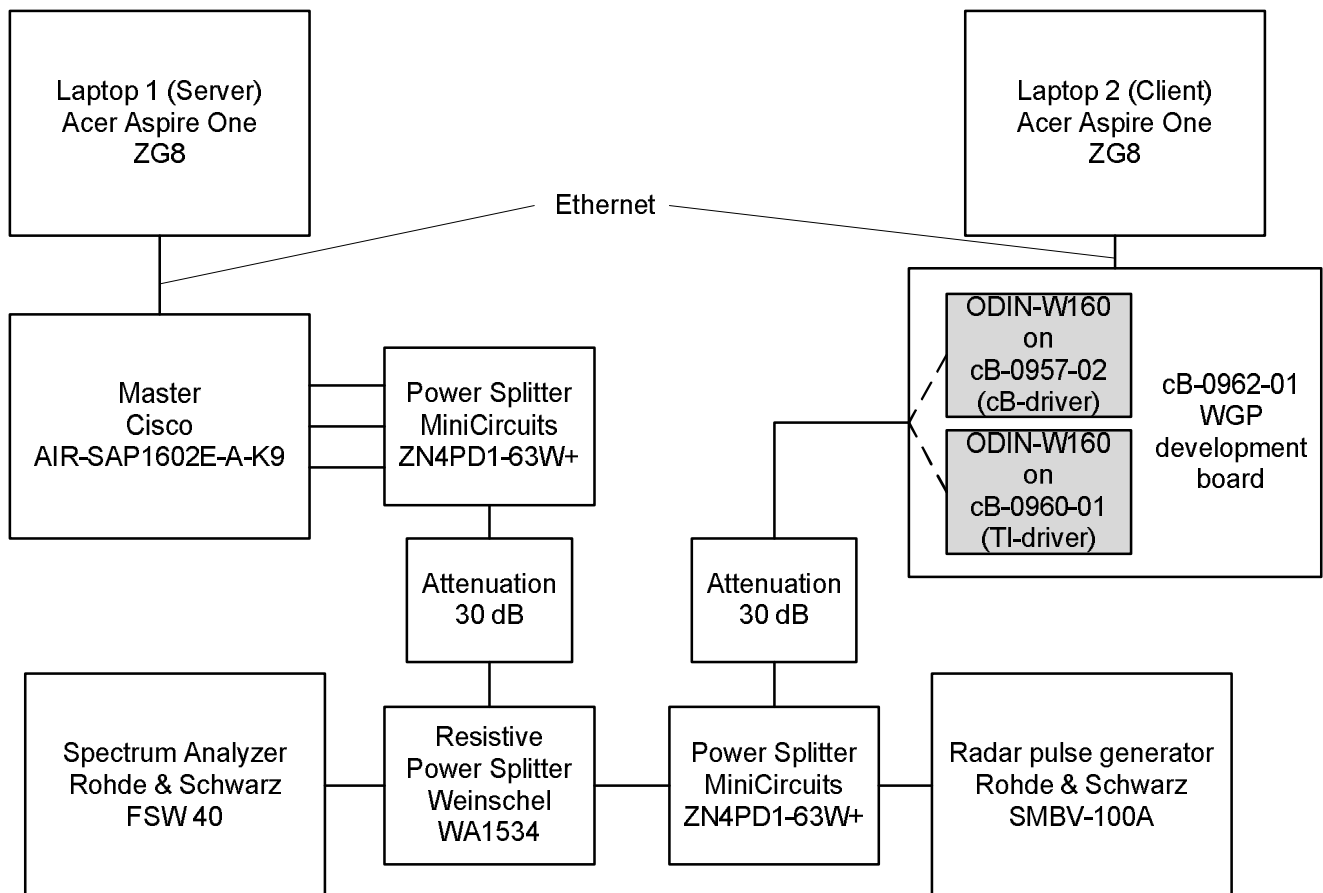 Laptop 1 (Server)
Acer Aspire One
ZG8
Laptop 2 (Client)
Acer Aspire One
ZG8
Ethernet
Master
Cisco
AIR-SAP1602E-A-K9
Power Splitter
MiniCircuits
ZN4PD1-63W+
ODIN-W160
on
cB-0957-02
(cB-driver)
ODIN-W160
on
cB-0960-01
(TI-driver)
cB-0962-01
WGP
development
board
Attenuation
30 dB
Attenuation
30 dB
Spectrum Analyzer
Rohde & Schwarz
FSW 40
Resistive
Power Splitter
Weinschel
WA1534
Power Splitter
MiniCircuits
ZN4PD1-63W+
Radar pulse generator
Rohde & Schwarz
SMBV-100A